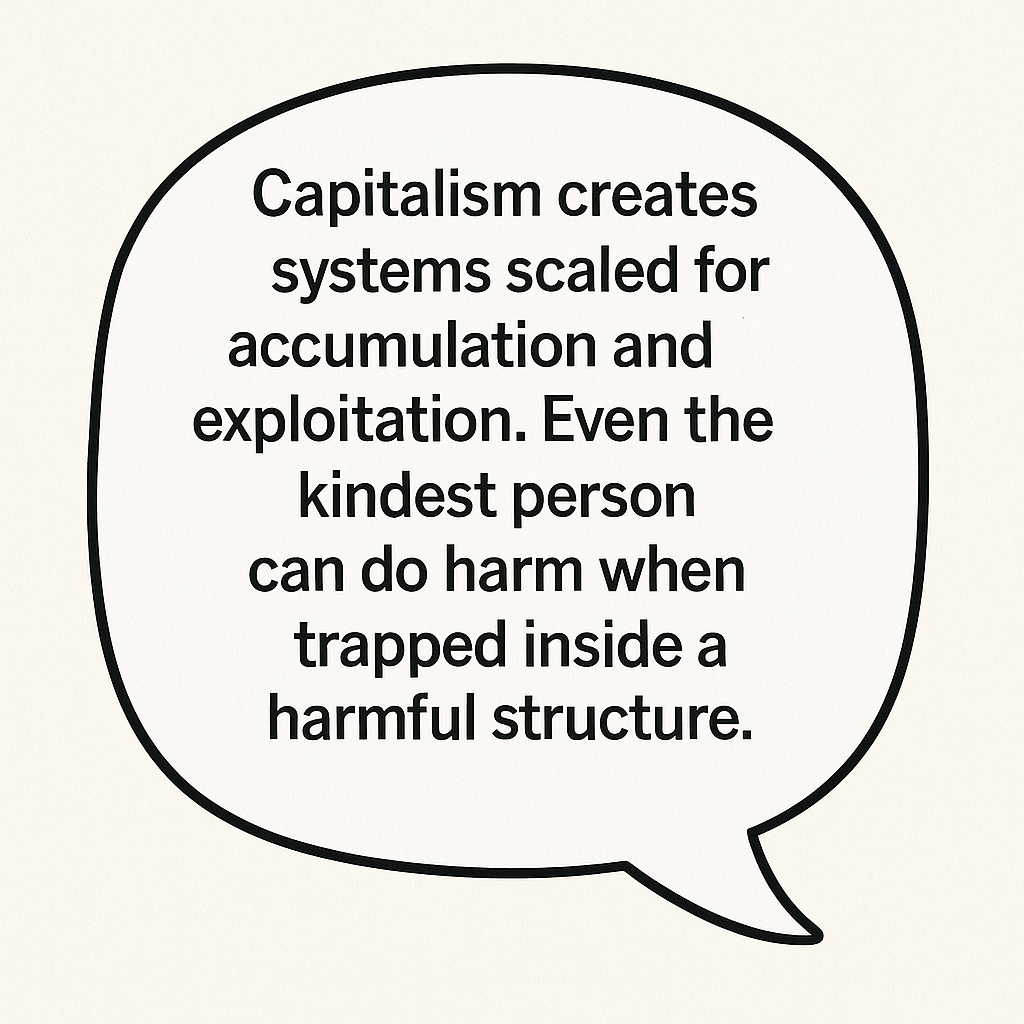 Capitalism creates
systems scaled for
accumulation and
exploitation. Even the
kindest person
can do harm when
trapped inside a
harmful structure.